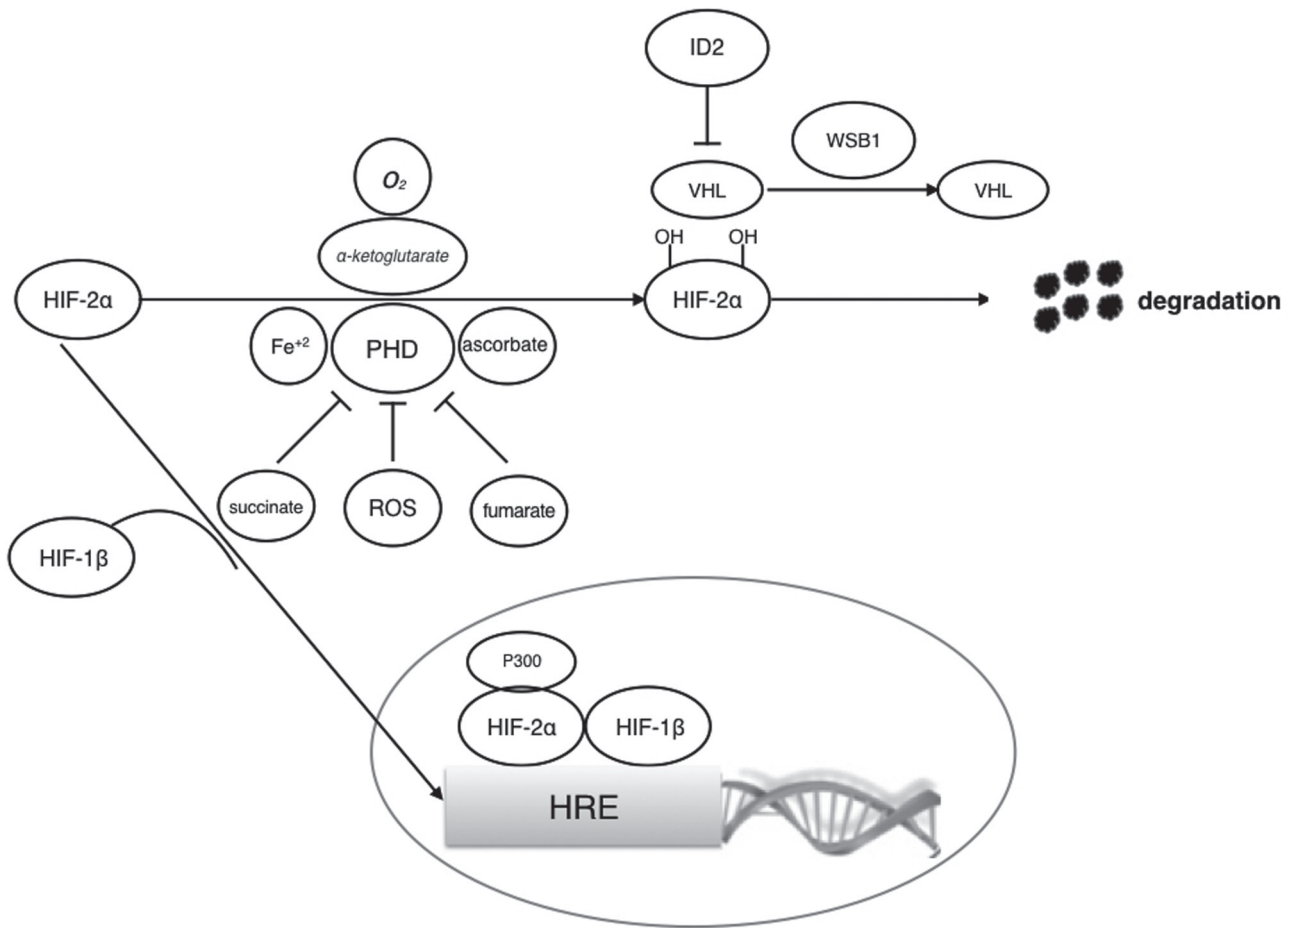 ID2
WSB1
O₂
VHL
VHL
OH OH
α-ketoglutarate
HIF-2α
HIF-2α
degradation
Fe⁺²
PHD
ascorbate
succinate
ROS
fumarate
HIF-1β
P300
HIF-2α
HIF-1β
HRE